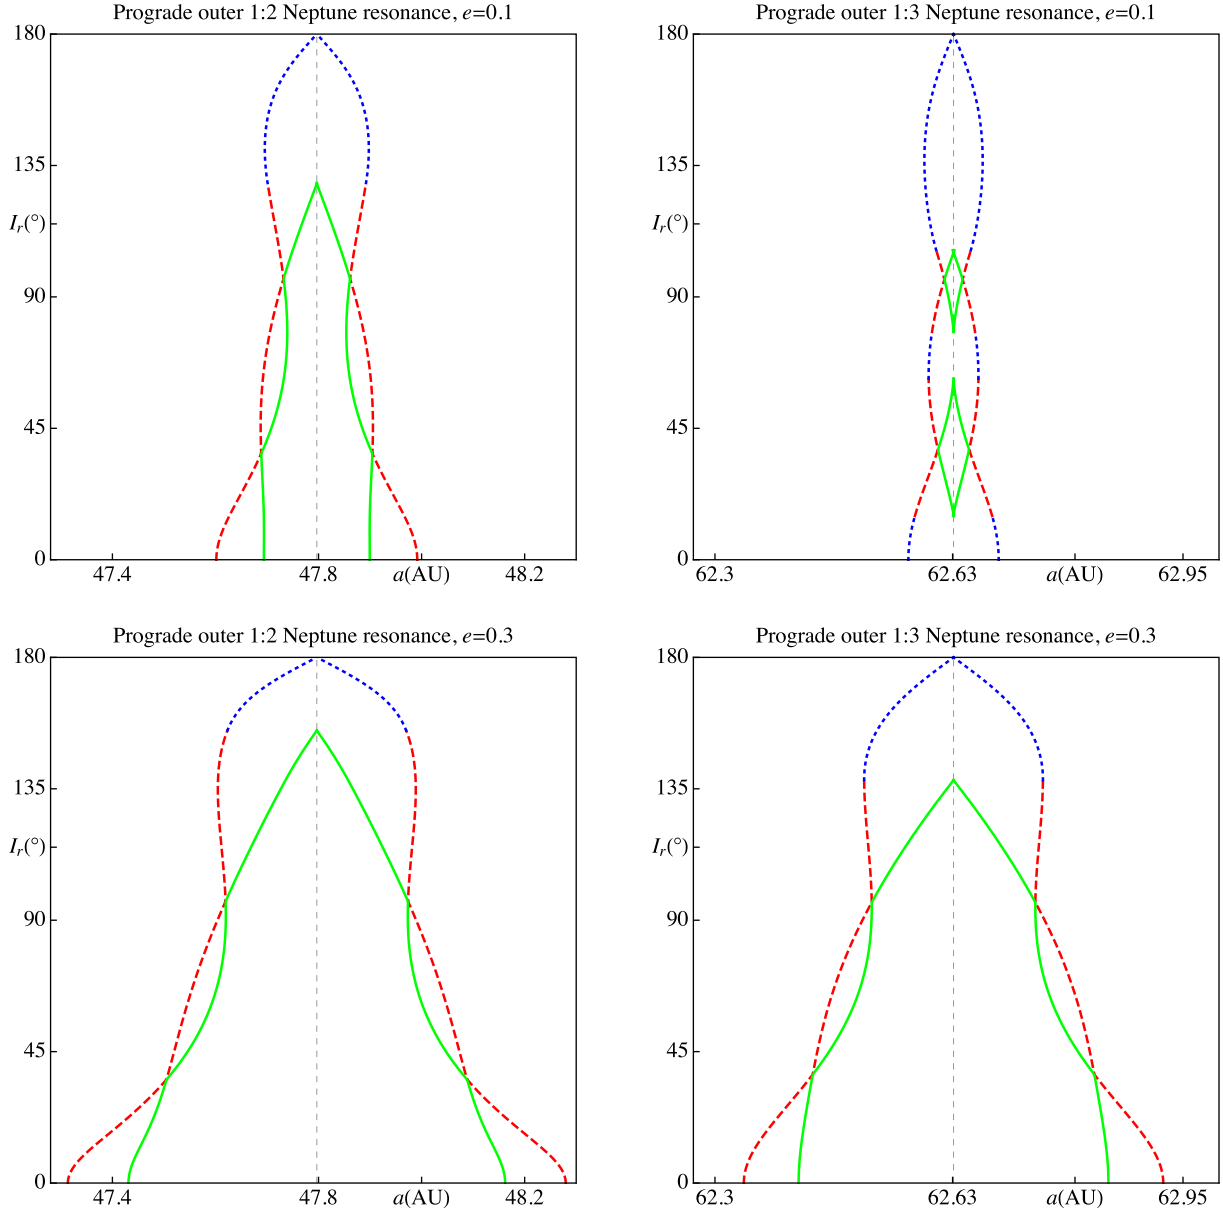 Prograde outer 1:2 Neptune resonance, e=0.1
180
135
Ir(°)
90
45
0
47.4
47.8
a(AU)
48.2
Prograde outer 1:3 Neptune resonance, e=0.1
180
135
Ir(°)
90
45
0
62.3
62.63
a(AU)
62.95
Prograde outer 1:2 Neptune resonance, e=0.3
180
135
Ir(°)
90
45
0
47.4
47.8
a(AU)
48.2
Prograde outer 1:3 Neptune resonance, e=0.3
180
135
Ir(°)
90
45
0
62.3
62.63
a(AU)
62.95